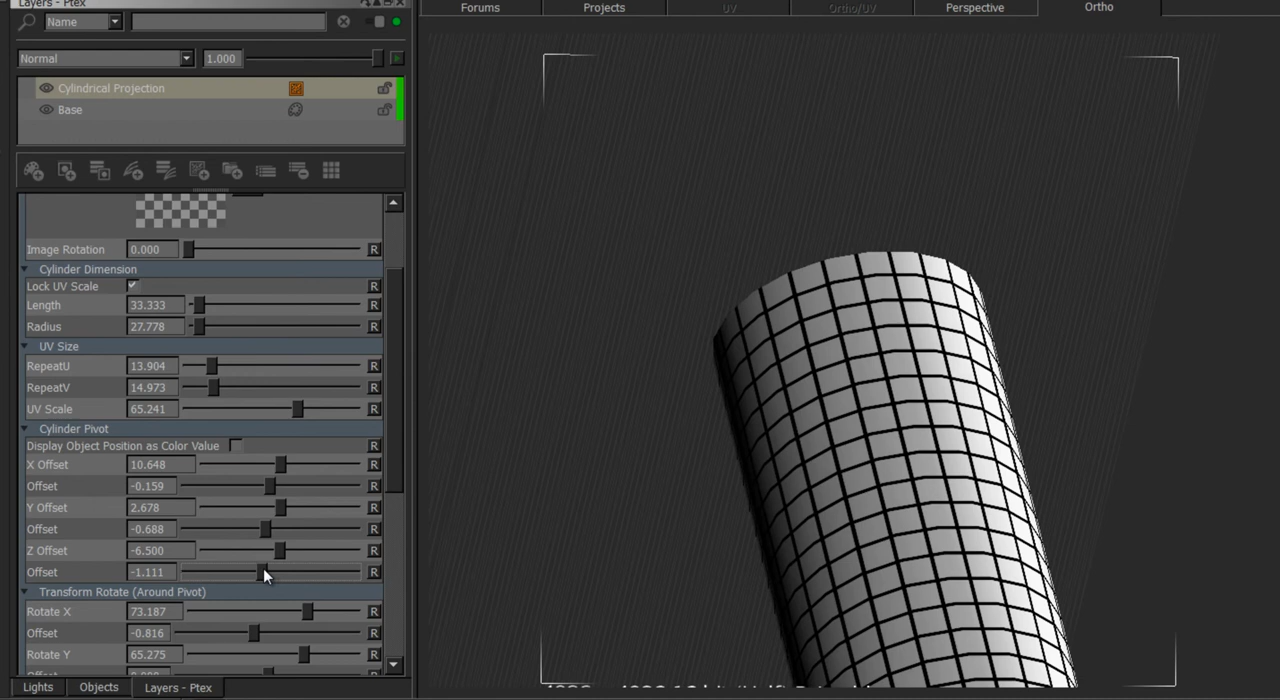 Layers - Ptex
Forums Projects UV Ortho/UV Perspective Ortho
Name
Normal 1.000
Cylindrical Projection
Base
Image Rotation 0.000 R
Cylinder Dimension
Lock UV Scale R
Length 33.333 R
Radius 27.778 R
UV Size
RepeatU 13.904 R
RepeatV 14.973 R
UV Scale 65.241 R
Cylinder Pivot
Display Object Position as Color Value R
X Offset 10.648 R
Offset -0.159 R
Y Offset 2.678 R
Offset -0.688 R
Z Offset -6.500 R
Offset -1.111 R
Transform Rotate (Around Pivot)
Rotate X 73.187 R
Offset -0.816 R
Rotate Y 65.275 R
Lights Objects Layers - Ptex